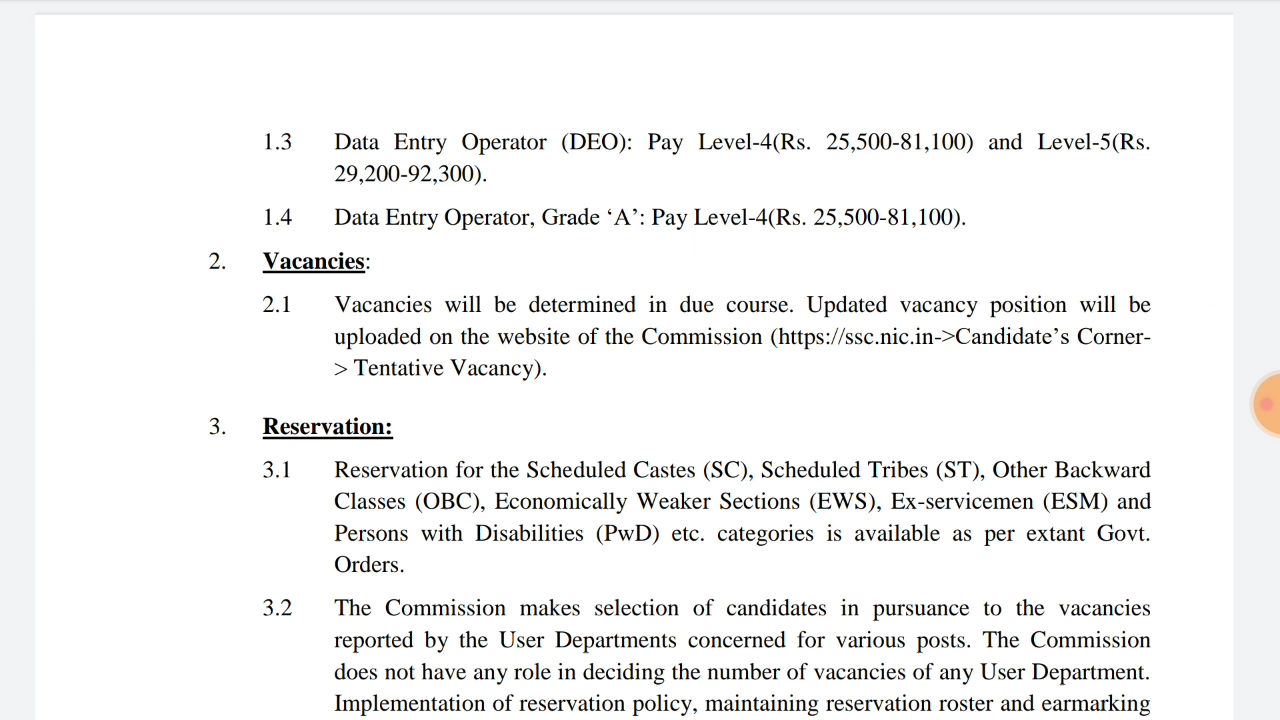 1.3 Data Entry Operator (DEO): Pay Level-4(Rs. 25,500-81,100) and Level-5(Rs.
29,200-92,300).
1.4 Data Entry Operator, Grade ‘A’: Pay Level-4(Rs. 25,500-81,100).
2. Vacancies:
2.1 Vacancies will be determined in due course. Updated vacancy position will be
uploaded on the website of the Commission (https://ssc.nic.in->Candidate’s Corner-
> Tentative Vacancy).
3. Reservation:
3.1 Reservation for the Scheduled Castes (SC), Scheduled Tribes (ST), Other Backward
Classes (OBC), Economically Weaker Sections (EWS), Ex-servicemen (ESM) and
Persons with Disabilities (PwD) etc. categories is available as per extant Govt.
Orders.
3.2 The Commission makes selection of candidates in pursuance to the vacancies
reported by the User Departments concerned for various posts. The Commission
does not have any role in deciding the number of vacancies of any User Department.
Implementation of reservation policy, maintaining reservation roster and earmarking